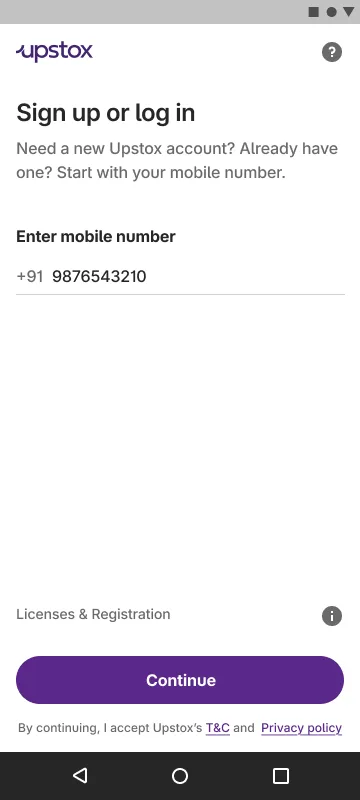 upstox
?
Sign up or log in
Need a new Upstox account? Already have
one? Start with your mobile number.
Enter mobile number
+91 9876543210
Licenses & Registration
i
Continue
By continuing, I accept Upstox's T&C and Privacy policy